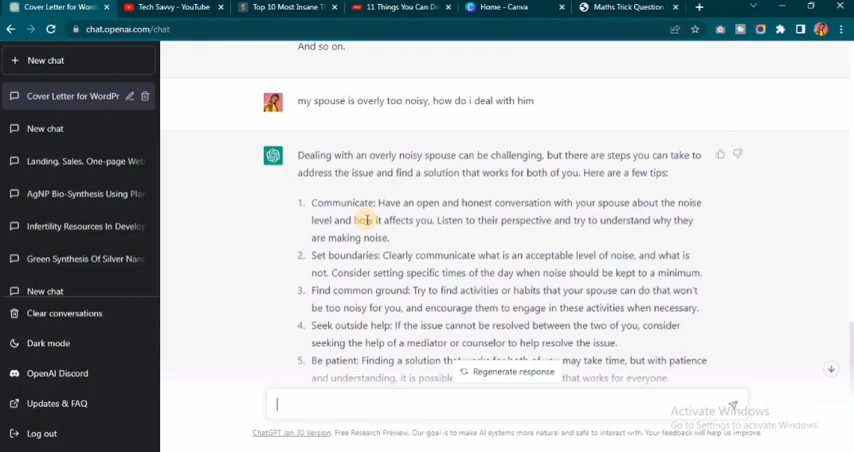 Cover Letter for Word
Tech Savvy - YouTube
Top 10 Most Insane T
11 Things You Can Do
Home - Canva
Maths Trick Question
chat.openai.com/chat
New chat
Cover Letter for WordPr
New chat
Landing, Sales, One-page Web
AgNP Bio-Synthesis Using Plan
Infertility Resources In Develop
Green Synthesis Of Silver Nano
New chat
Clear conversations
Dark mode
OpenAI Discord
Updates & FAQ
Log out
And so on.
my spouse is overly too noisy, how do i deal with him
Dealing with an overly noisy spouse can be challenging, but there are steps you can take to
address the issue and find a solution that works for both of you. Here are a few tips:
1. Communicate: Have an open and honest conversation with your spouse about the noise
level and how it affects you. Listen to their perspective and try to understand why they
are making noise.
2. Set boundaries: Clearly communicate what is an acceptable level of noise, and what is
not. Consider setting specific times of the day when noise should be kept to a minimum.
3. Find common ground: Try to find activities or habits that your spouse can do that won't
be too noisy for you, and encourage them to engage in these activities when necessary.
4. Seek outside help: If the issue cannot be resolved between the two of you, consider
seeking the help of a mediator or counselor to help resolve the issue.
5. Be patient: Finding a solution that works for both of you may take time, but with patience
and understanding, it is possible that works for everyone.
Regenerate response
Activate Windows
Go to Settings to activate Windows.
ChatGPT Jan 30 Version. Free Research Preview. Our goal is to make AI systems more natural and safe to interact with. Your feedback will help us improve.